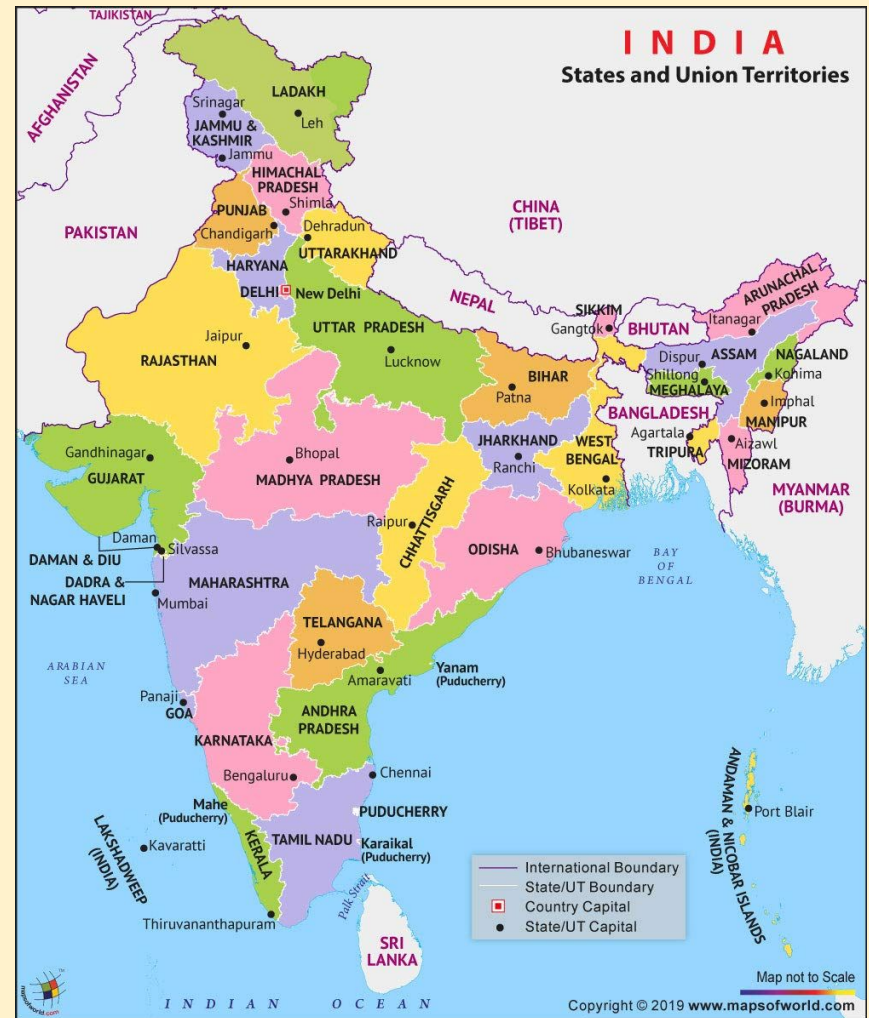 TAJIKISTAN
INDIA
States and Union Territories
AFGHANISTAN
LADAKH
Leh
Srinagar
JAMMU &
KASHMIR
Jammu
HIMACHAL
PRADESH
Shimla
CHINA
(TIBET)
PAKISTAN
PUNJAB
Chandigarh
Dehradun
UTTARAKHAND
HARYANA
DELHI
New Delhi
NEPAL
ARUNACHAL
PRADESH
SIKKIM
Gangtok
Itanagar
BHUTAN
UTTAR PRADESH
Lucknow
Jaipur
RAJASTHAN
Dispur
ASSAM
NAGALAND
Shillong
Kohima
MEGHALAYA
BIHAR
Patna
Imphal
MANIPUR
BANGLADESH
Agartala
TRIPURA
Aizawl
MIZORAM
JHARKHAND
Ranchi
WEST
BENGAL
Kolkata
Gandhinagar
GUJARAT
Bhopal
MADHYA PRADESH
MYANMAR
(BURMA)
CHHATTISGARH
Raipur
ODISHA
Bhubaneswar
BAY
OF
BENGAL
Daman
Silvassa
DAMAN & DIU
DADRA &
NAGAR HAVELI
MAHARASHTRA
Mumbai
TELANGANA
Hyderabad
ARABIAN
SEA
Amaravati
Yanam
(Puducherry)
Panaji
GOA
ANDHRA
PRADESH
KARNATAKA
Bengaluru
Chennai
Mahe
(Puducherry)
PUDUCHERRY
TAMIL NADU
Karaikal
(Puducherry)
LAKSHADWEEP
(INDIA)
Kavaratti
KERALA
Thiruvananthapuram
Palk Strait
SRI
LANKA
ANDAMAN & NICOBAR ISLANDS
(INDIA)
Port Blair
International Boundary
State/UT Boundary
Country Capital
State/UT Capital
Map not to Scale
mapsofworld.com
INDIAN OCEAN
Copyright © 2019 www.mapsofworld.com